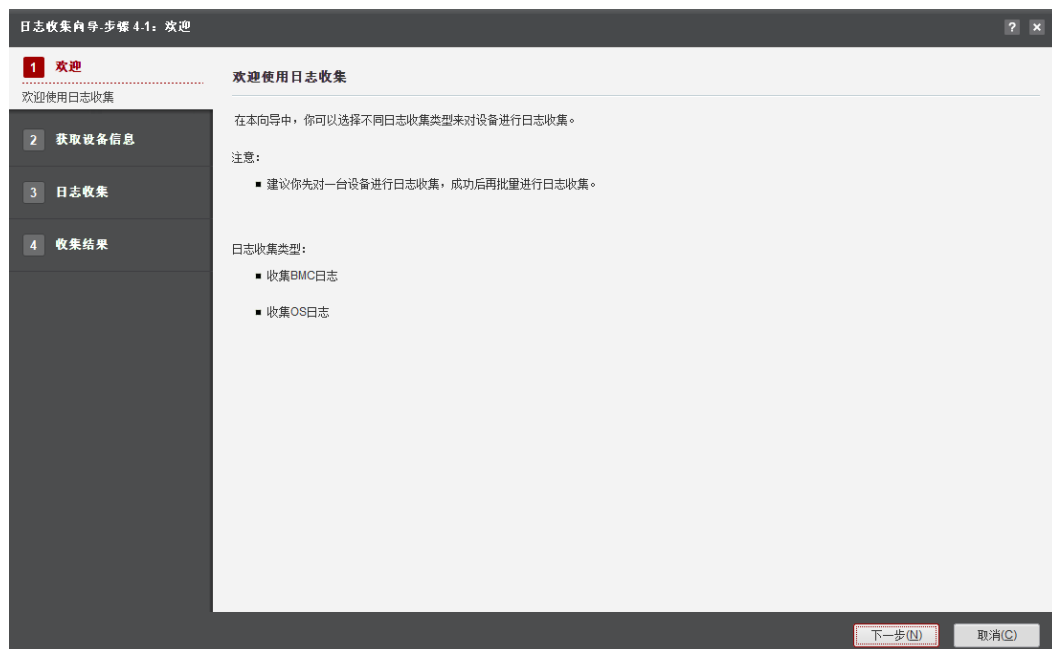 日志收集向导-步骤 4-1：欢迎
? ×
1 欢迎
欢迎使用日志收集
2 获取设备信息
3 日志收集
4 收集结果
欢迎使用日志收集
在本向导中，你可以选择不同日志收集类型来对设备进行日志收集。
注意：
■ 建议你先对一台设备进行日志收集，成功后再批量进行日志收集。
日志收集类型：
■ 收集BMC日志
■ 收集OS日志
下一步(N)
取消(C)